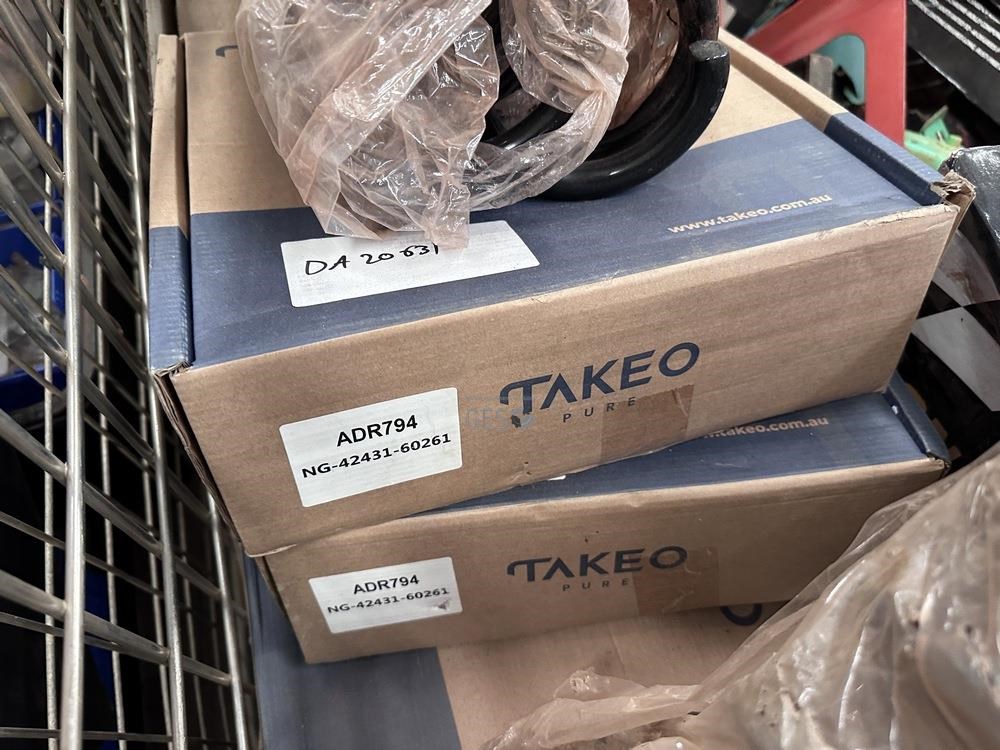 DA 20631
www.takeo.com.au
TAKEO
PURE
ADR794
NG-42431-60261
takeo.com.au
TAKEO
PURE
ADR794
NG-42431-60261